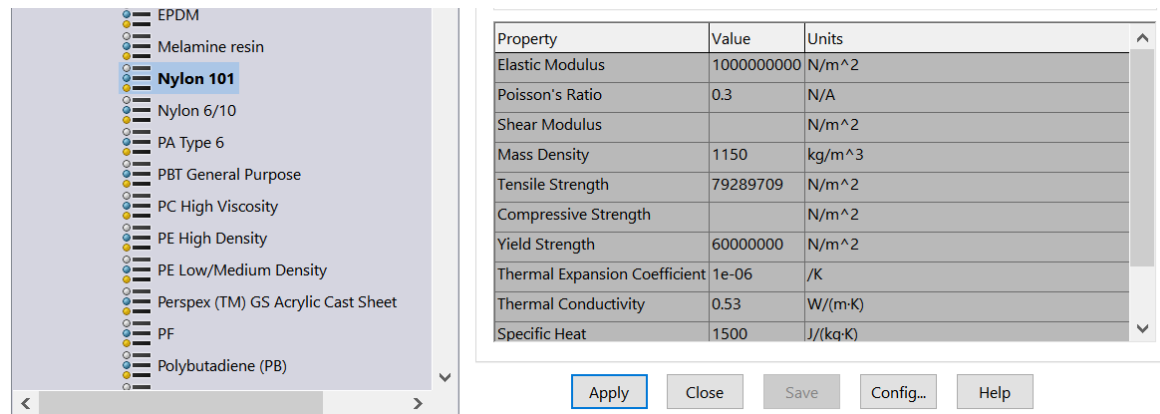 EPDM
Melamine resin
Nylon 101
Nylon 6/10
PA Type 6
PBT General Purpose
PC High Viscosity
PE High Density
PE Low/Medium Density
Perspex (TM) GS Acrylic Cast Sheet
PF
Polybutadiene (PB)
Property Value Units
Elastic Modulus 1000000000 N/m^2
Poisson's Ratio 0.3 N/A
Shear Modulus N/m^2
Mass Density 1150 kg/m^3
Tensile Strength 79289709 N/m^2
Compressive Strength N/m^2
Yield Strength 60000000 N/m^2
Thermal Expansion Coefficient 1e-06 /K
Thermal Conductivity 0.53 W/(m·K)
Specific Heat 1500 J/(kg·K)
Apply Close Save Config... Help